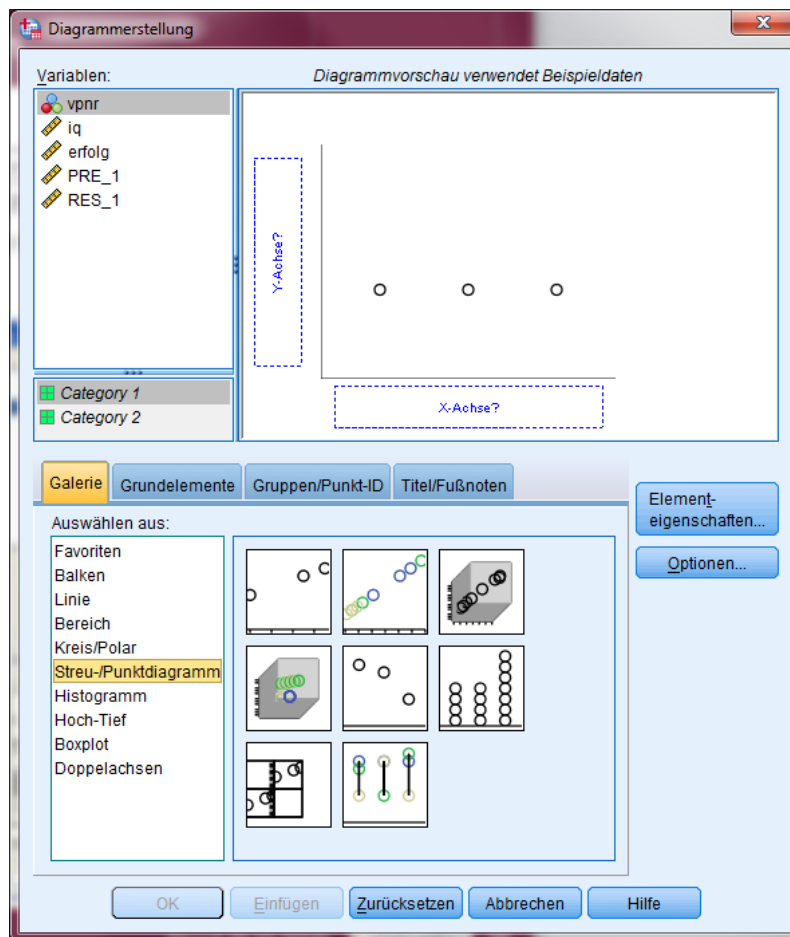 Diagrammerstellung
x
Variablen:
Diagrammvorschau verwendet Beispieldaten
vpnr
iq
erfolg
PRE_1
RES_1
Category 1
Category 2
Y-Achse?
X-Achse?
Galerie
Grundelemente
Gruppen/Punkt-ID
Titel/Fußnoten
Element-
eigenschaften...
Optionen...
Auswählen aus:
Favoriten
Balken
Linie
Bereich
Kreis/Polar
Streu-/Punktdiagramm
Histogramm
Hoch-Tief
Boxplot
Doppelachsen
OK
Einfügen
Zurücksetzen
Abbrechen
Hilfe